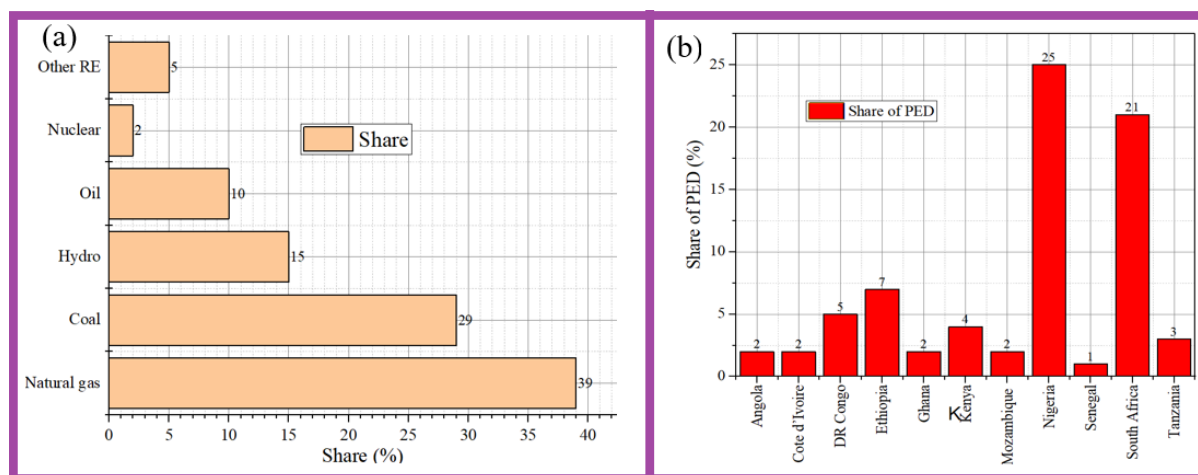 (a)
Other RE
5
Nuclear
2
Share
Oil
10
Hydro
15
Coal
29
Natural gas
39
0 5 10 15 20 25 30 35 40
Share (%)
(b)
Share of PED (%)
25
20
15
10
5
0
Share of PED
2
2
5
7
2
4
2
25
1
21
3
Angola
Cote d'Ivoire
DR Congo
Ethiopia
Ghana
K
Kenya
Mozambique
Nigeria
Senegal
South Africa
Tanzania